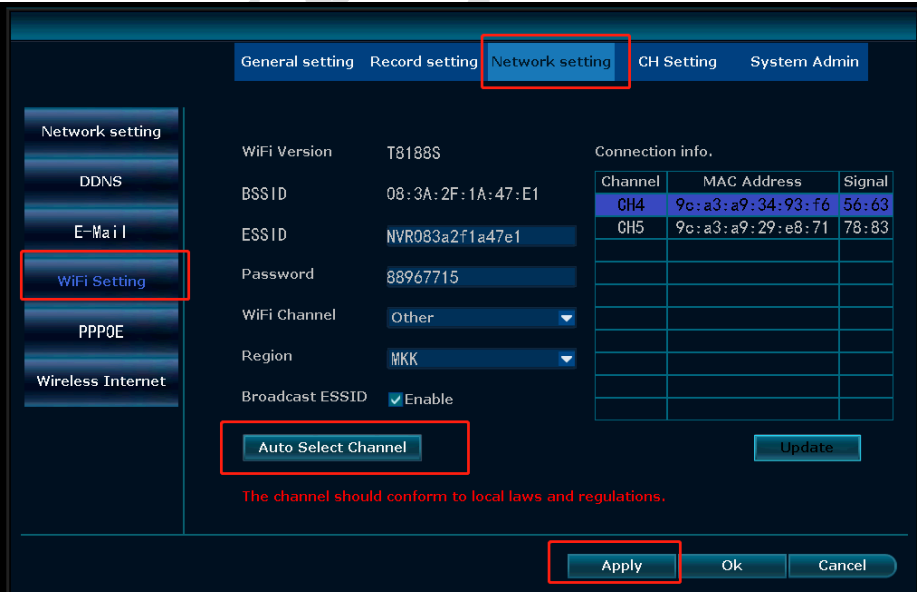 General setting Record setting Network setting CH Setting System Admin
Network setting
DDNS
E-Mail
WiFi Setting
PPPOE
Wireless Internet
WiFi Version T8188S
BSSID 08:3A:2F:1A:47:E1
ESSID NVR083a2f1a47e1
Password 88967715
WiFi Channel Other
Region MKK
Broadcast ESSID Enable
Auto Select Channel
Connection info.
Channel MAC Address Signal
CH4 9c:a3:a9:34:93:f6 56:63
CH5 9c:a3:a9:29:e8:71 78:83
Update
The channel should conform to local laws and regulations.
Apply Ok Cancel